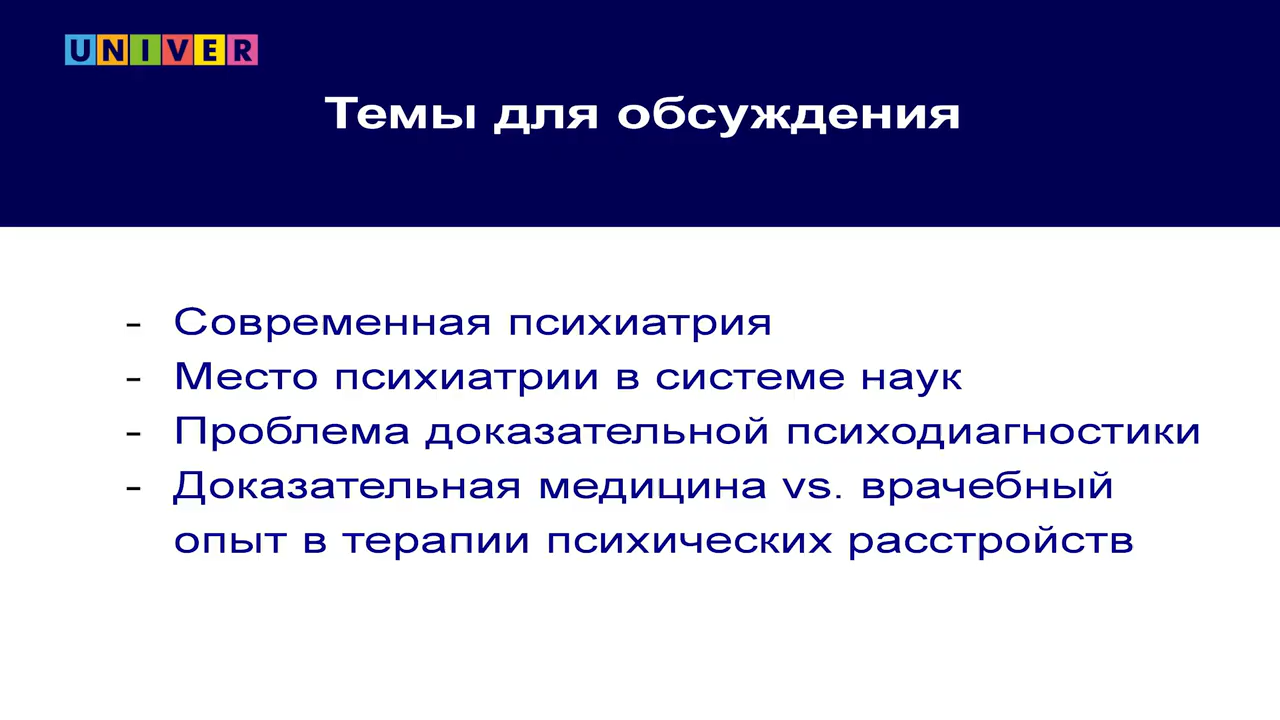 UNIVER
Темы для обсуждения
- Современная психиатрия
- Место психиатрии в системе наук
- Проблема доказательной психодиагностики
- Доказательная медицина vs. врачебный
опыт в терапии психических расстройств